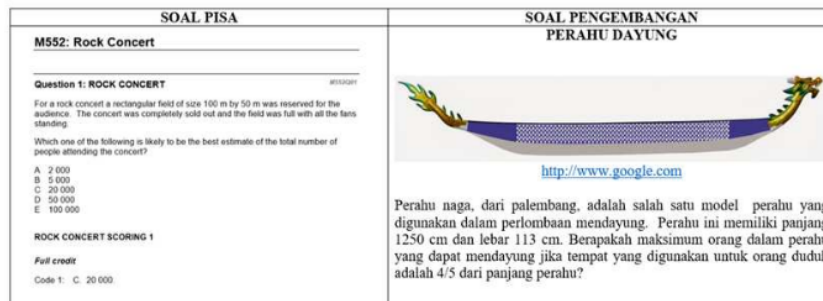 SOAL PISA
M552: Rock Concert
Question 1: ROCK CONCERT
M552Q01
For a rock concert a rectangular field of size 100 m by 50 m was reserved for the
audience. The concert was completely sold out and the field was full with all the fans
standing.
Which one of the following is likely to be the best estimate of the total number of
people attending the concert?
A 2 000
B 5 000
C 20 000
D 50 000
E 100 000
ROCK CONCERT SCORING 1
Full credit
Code 1: C. 20 000
SOAL PENGEMBANGAN
PERAHU DAYUNG
http://www.google.com
Perahu naga, dari palembang, adalah salah satu model perahu yang
digunakan dalam perlombaan mendayung. Perahu ini memiliki panjang
1250 cm dan lebar 113 cm. Berapakah maksimum orang dalam perahu
yang dapat mendayung jika tempat yang digunakan untuk orang duduk
adalah 4/5 dari panjang perahu?